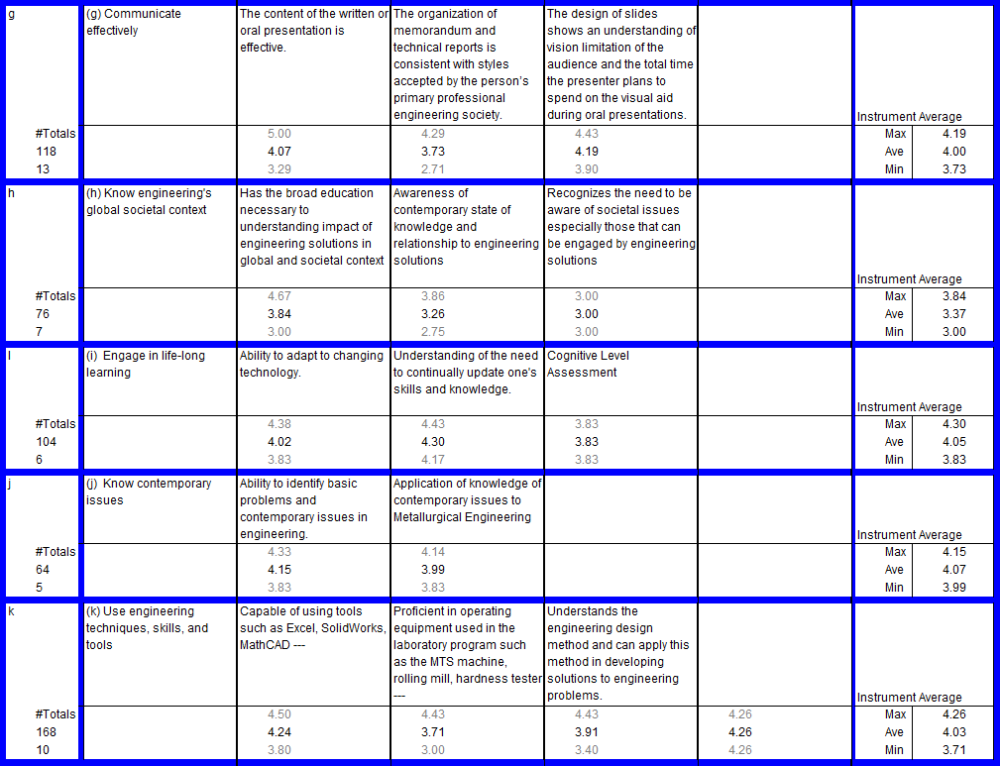 g (g) Communicate The content of the written or The organization of The design of slides
effectively oral presentation is memorandum and shows an understanding of
effective. technical reports is vision limitation of the
consistent with styles audience and the total time
accepted by the person's the presenter plans to
primary professional spend on the visual aid
engineering society. during oral presentations. Instrument Average
#Totals 5.00 4.29 4.43 Max 4.19
118 4.07 3.73 4.19 Ave 4.00
13 3.29 2.71 3.90 Min 3.73
h (h) Know engineering's Has the broad education Awareness of Recognizes the need to be
global societal context necessary to contemporary state of aware of societal issues
understanding impact of knowledge and especially those that can
engineering solutions in relationship to engineering be engaged by engineering
global and societal context solutions solutions
Instrument Average
#Totals 4.67 3.86 3.00 Max 3.84
76 3.84 3.26 3.00 Ave 3.37
7 3.00 2.75 3.00 Min 3.00
I (i) Engage in life-long Ability to adapt to changing Understanding of the need Cognitive Level
learning technology. to continually update one's Assessment
skills and knowledge.
Instrument Average
#Totals 4.38 4.43 3.83 Max 4.30
104 4.02 4.30 3.83 Ave 4.05
6 3.83 4.17 3.83 Min 3.83
j (j) Know contemporary Ability to identify basic Application of knowledge of
issues problems and contemporary issues to
contemporary issues in Metallurgical Engineering
engineering. Instrument Average
#Totals 4.33 4.14 Max 4.15
64 4.15 3.99 Ave 4.07
5 3.83 3.83 Min 3.99
k (k) Use engineering Capable of using tools Proficient in operating Understands the
techniques, skills, and such as Excel, SolidWorks, equipment used in the engineering design
tools MathCAD --- laboratory program such method and can apply this
as the MTS machine, method in developing
rolling mill, hardness tester solutions to engineering
--- problems. Instrument Average
#Totals 4.50 4.43 4.43 4.26 Max 4.26
168 4.24 3.71 3.91 4.26 Ave 4.03
10 3.80 3.00 3.40 4.26 Min 3.71